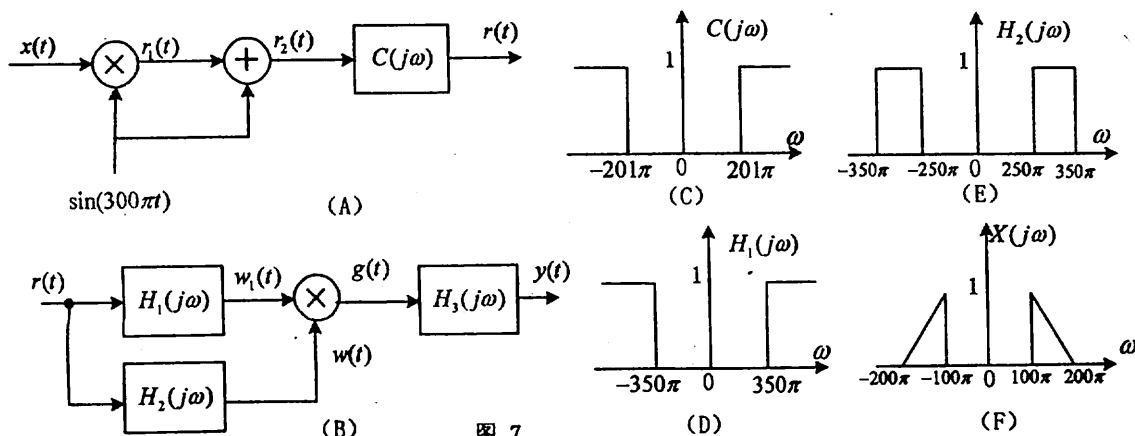 x(t) r₁(t) r₂(t) C(jω) r(t)
sin(300πt)
(A)
C(jω)
1
ω
−201π 0 201π
(C)
H₂(jω)
1
ω
−350π −250π 0 250π 350π
(E)
r(t) H₁(jω) w₁(t) g(t) H₃(jω) y(t)
w(t)
H₂(jω)
(B)
图 7
H₁(jω)
1
ω
−350π 0 350π
(D)
X(jω)
1
ω
−200π −100π 0 100π 200π
(F)